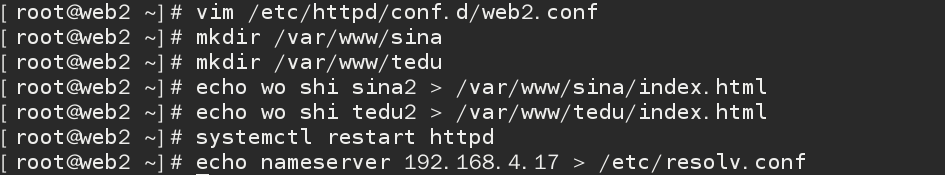 [ root@web2 ~]# vim /etc/httpd/conf.d/web2.conf
[ root@web2 ~]# mkdir /var/www/sina
[ root@web2 ~]# mkdir /var/www/tedu
[ root@web2 ~]# echo wo shi sina2 > /var/www/sina/index.html
[ root@web2 ~]# echo wo shi tedu2 > /var/www/tedu/index.html
[ root@web2 ~]# systemctl restart httpd
[ root@web2 ~]# echo nameserver 192.168.4.17 > /etc/resolv.conf